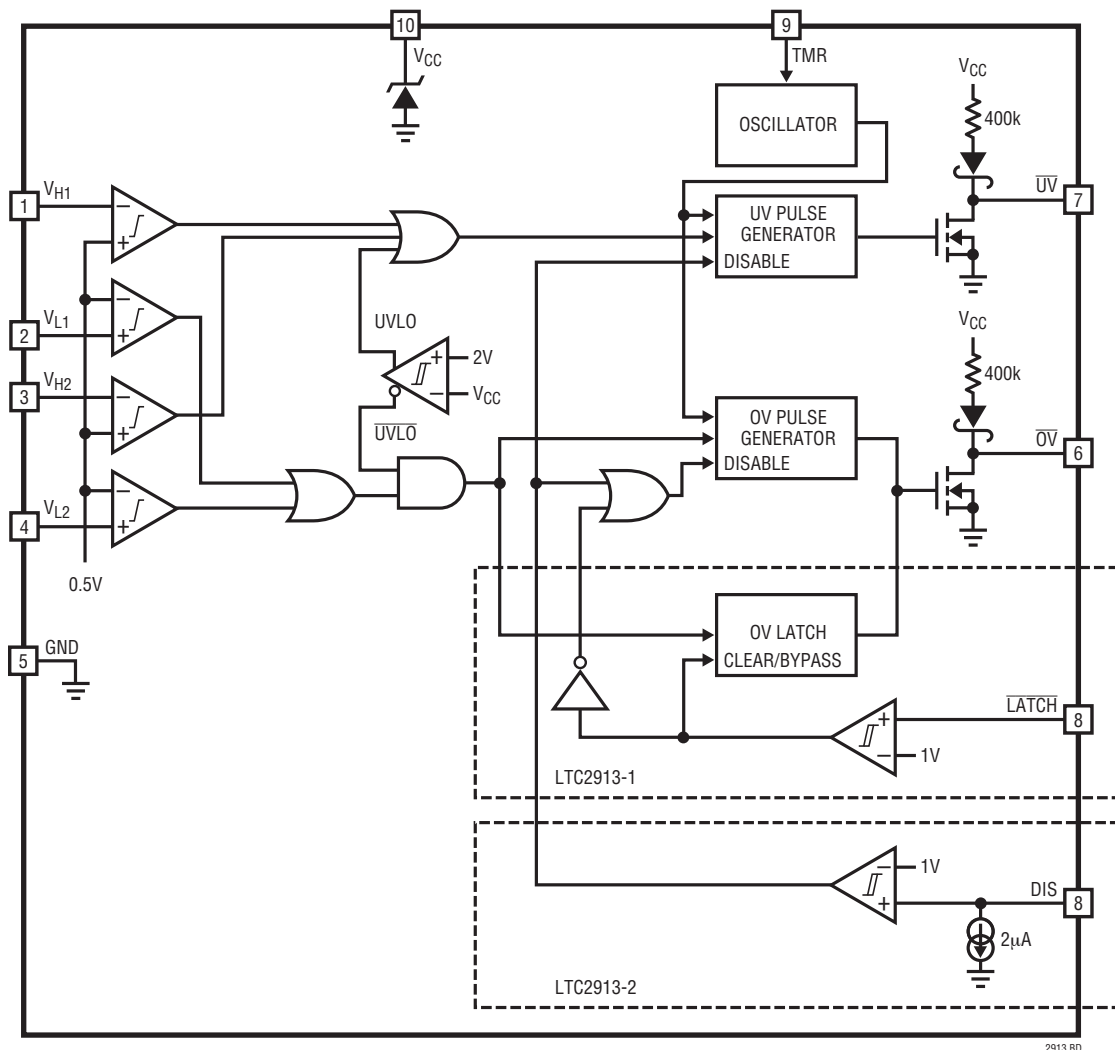 10
VCC
9
TMR
OSCILLATOR
VCC
400k
UV
7
1
VH1
−
+
UV PULSE
GENERATOR
DISABLE
2
VL1
−
+
UVLO
+
2V
−
VCC
UVLO
3
VH2
−
+
VCC
400k
OV
6
OV PULSE
GENERATOR
DISABLE
4
VL2
−
+
0.5V
5
GND
OV LATCH
CLEAR/BYPASS
LATCH
8
+
−
1V
LTC2913-1
−
1V
+
DIS
8
2µA
LTC2913-2
2913 BD